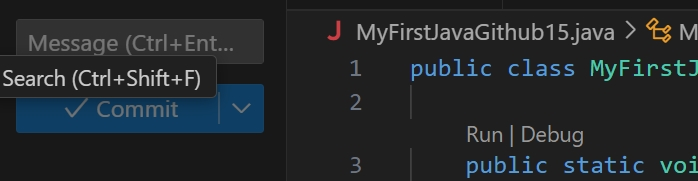 Message (Ctrl+Ent...
Search (Ctrl+Shift+F)
Commit
MyFirstJavaGithub15.java > M
1 public class MyFirstJ
2
Run | Debug
3 public static voi